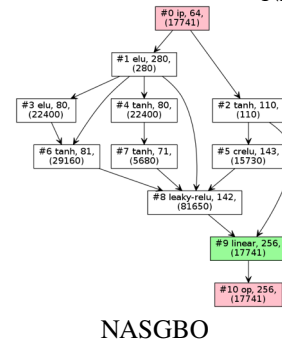 #0 ip, 64,
(17741)
#1 elu, 280,
(280)
#3 elu, 80,
(22400)
#4 tanh, 80,
(22400)
#2 tanh, 110,
(110)
#6 tanh, 81,
(29160)
#7 tanh, 71,
(5680)
#5 crelu, 143,
(15730)
#8 leaky-relu, 142,
(81650)
#9 linear, 256,
(17741)
#10 op, 256,
(17741)
NASGBO